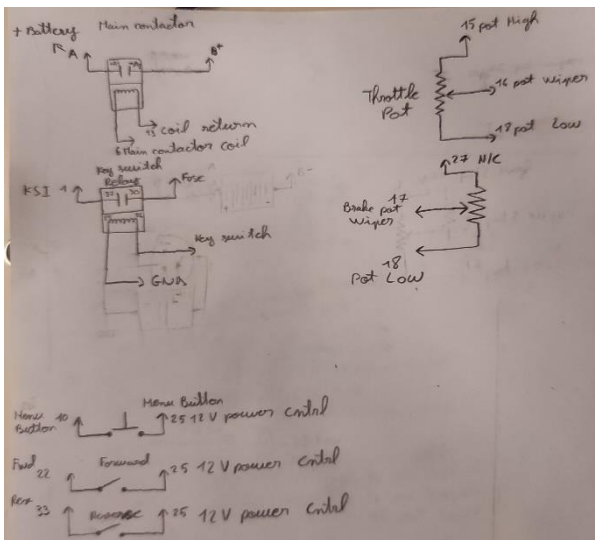 + Battery Main contactor
A
B+
13 coil return
6 Main contactor coil
Key switch
Relay
KSI 1
Fuse
30
Key switch
GND
15 pot High
Throttle
Pot
16 pot wiper
18 pot Low
27 N/C
17
Brake pot
Wiper
18
Pot Low
Menu Button
Menu 10
Button
25 12 V power cntrl
Fwd
22
Forward
25 12 V power cntrl
Rev
33
Reverse
25 12 V power cntrl